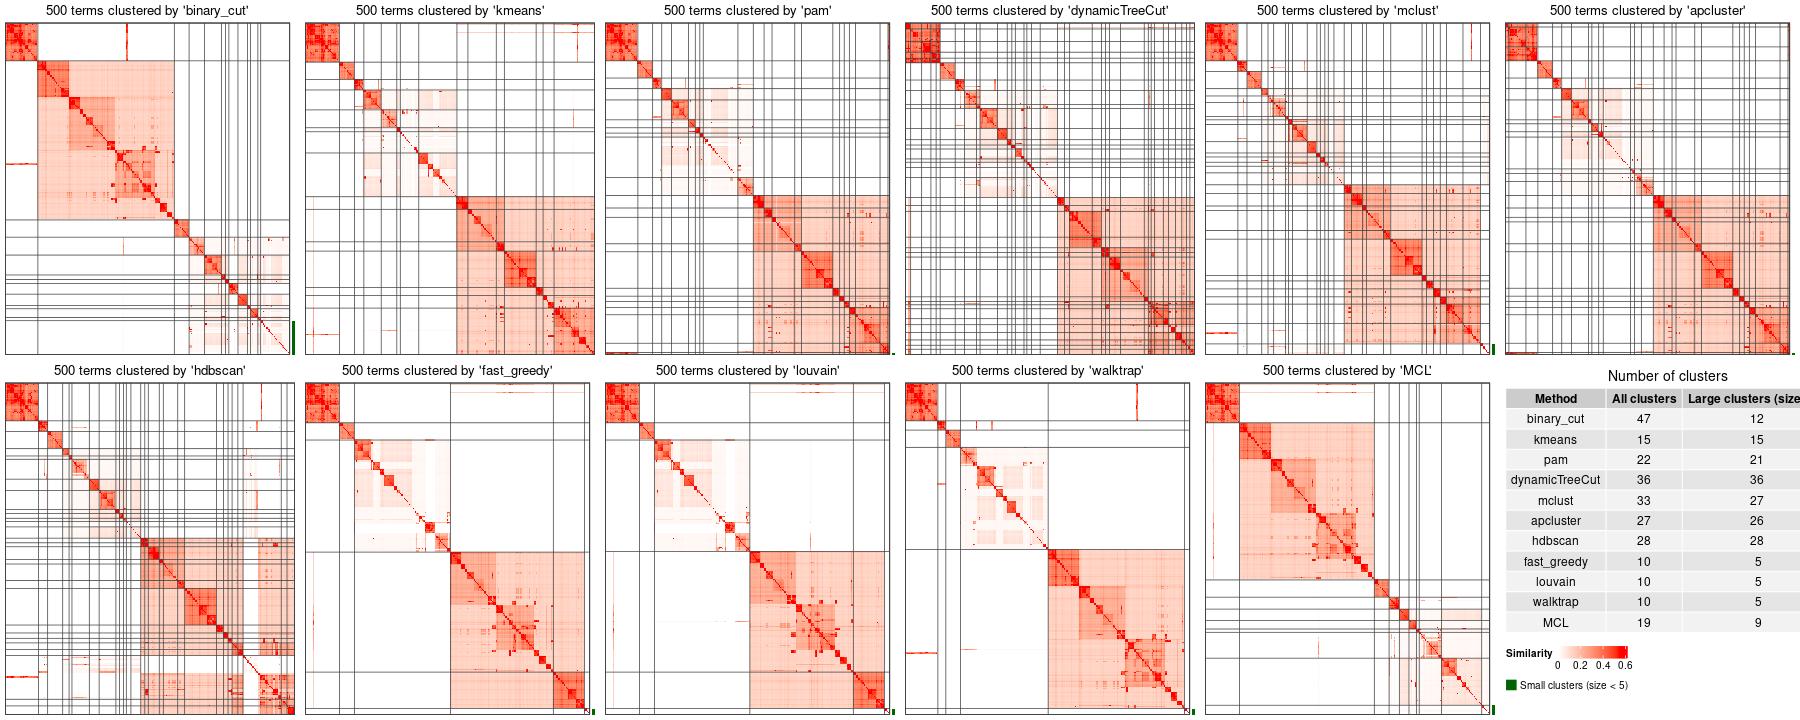 500 terms clustered by 'binary_cut'
500 terms clustered by 'kmeans'
500 terms clustered by 'pam'
500 terms clustered by 'dynamicTreeCut'
500 terms clustered by 'mclust'
500 terms clustered by 'apcluster'
500 terms clustered by 'hdbscan'
500 terms clustered by 'fast_greedy'
500 terms clustered by 'louvain'
500 terms clustered by 'walktrap'
500 terms clustered by 'MCL'
Number of clusters
Method All clusters Large clusters (size
binary_cut 47 12
kmeans 15 15
pam 22 21
dynamicTreeCut 36 36
mclust 33 27
apcluster 27 26
hdbscan 28 28
fast_greedy 10 5
louvain 10 5
walktrap 10 5
MCL 19 9
Similarity
0 0.2 0.4 0.6
Small clusters (size < 5)